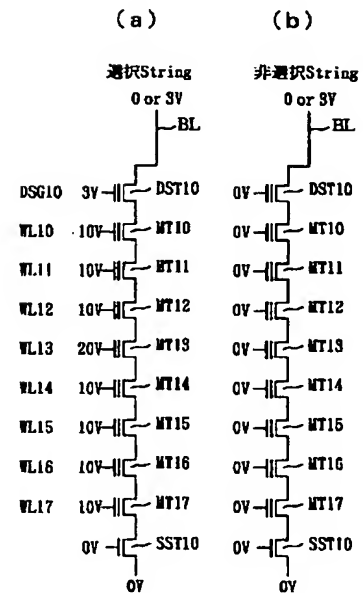 (a) (b)
選択String 非選択String
0 or 3V 0 or 3V
BL BL
DSG10 3V DST10 0V DST10
WL10 10V MT10 0V MT10
WL11 10V MT11 0V MT11
WL12 10V MT12 0V MT12
WL13 20V MT13 0V MT13
WL14 10V MT14 0V MT14
WL15 10V MT15 0V MT15
WL16 10V MT16 0V MT16
WL17 10V MT17 0V MT17
0V SST10 0V SST10
0V 0V